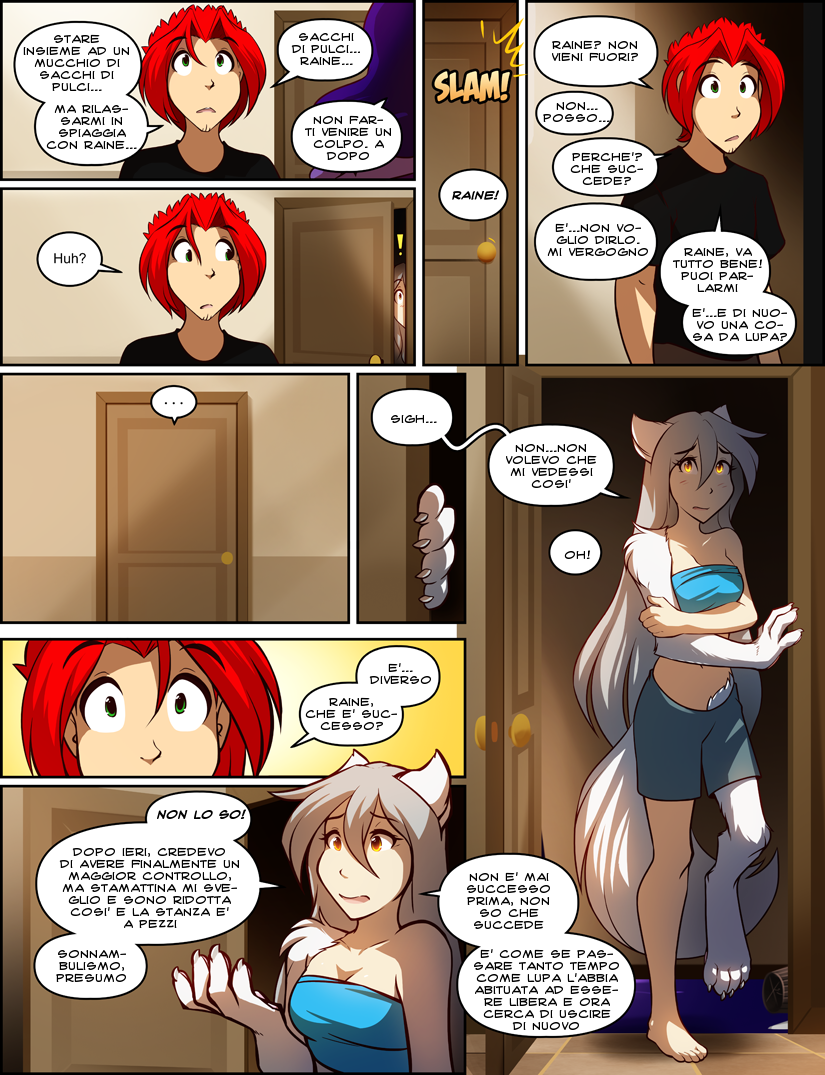 STARE
INSIEME AD UN
MUCCHIO DI
SACCHI DI
PULCI...
MA RILAS-
SARMI IN
SPIAGGIA
CON RAINE...
SACCHI
DI PULCI...
RAINE...
NON FAR-
TI VENIRE UN
COLPO. A
DOPO
Huh?
!
SLAM!
RAINE!
RAINE? NON
VIENI FUORI?
NON...
POSSO...
PERCHE'?
CHE SUC-
CEDE?
E'...NON VO-
GLIO DIRLO.
MI VERGOGNO
RAINE, VA
TUTTO BENE!
PUOI PAR-
LARMI
E'...E DI NUO-
VO UNA CO-
SA DA LUPA?
...
SIGH...
NON...NON
VOLEVO CHE
MI VEDESSI
COSI'
OH!
E'...
DIVERSO
RAINE,
CHE E' SUC-
CESSO?
NON LO SO!
DOPO IERI, CREDEVO
DI AVERE FINALMENTE UN
MAGGIOR CONTROLLO,
MA STAMATTINA MI SVE-
GLIO E SONO RIDOTTA
COSI' E LA STANZA E'
A PEZZI
SONNAM-
BULISMO,
PRESUMO
NON E' MAI
SUCCESSO
PRIMA, NON
SO CHE
SUCCEDE
E' COME SE PAS-
SARE TANTO TEMPO
COME LUPA L'ABBIA
ABITUATA AD ESSE-
RE LIBERA E ORA
CERCA DI USCIRE
DI NUOVO